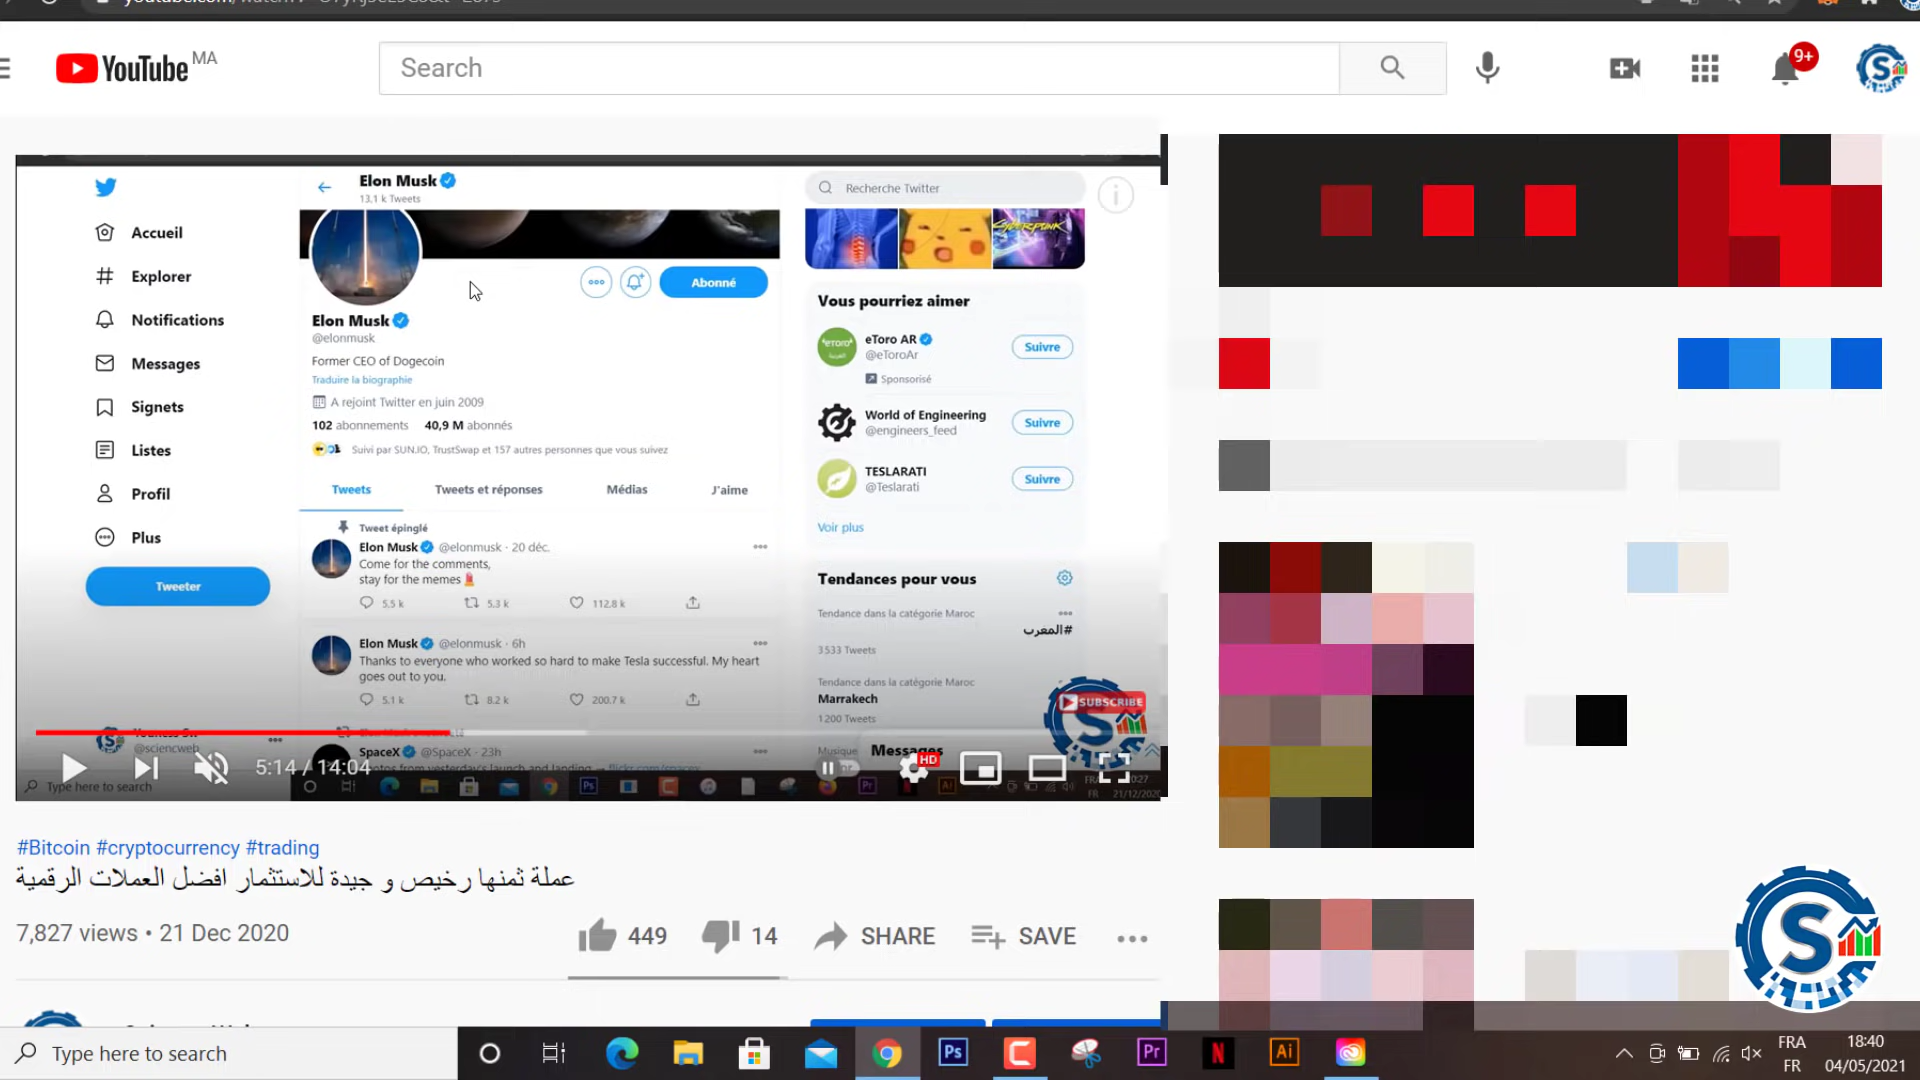 YouTube MA
Search
9+
Elon Musk
13,1 k Tweets
Recherche Twitter
CYBERPUNK
Accueil
Explorer
Notifications
Messages
Signets
Listes
Profil
Plus
Tweeter
Abonné
Elon Musk
@elonmusk
Former CEO of Dogecoin
Traduire la biographie
A rejoint Twitter en juin 2009
102 abonnements 40,9 M abonnés
Suivi par SUN.IO, TrustSwap et 157 autres personnes que vous suivez
Tweets Tweets et réponses Médias J'aime
Tweet épinglé
Elon Musk @elonmusk · 20 déc.
Come for the comments,
stay for the memes
5.5 k 5.3 k 112.8 k
Elon Musk @elonmusk · 6h
Thanks to everyone who worked so hard to make Tesla successful. My heart
goes out to you.
5.1 k 8.2 k 200.7 k
SpaceX @SpaceX · 23h
Vous pourriez aimer
eToro AR
@eToroAr
Suivre
Sponsorisé
World of Engineering
@engineers_feed
Suivre
TESLARATI
@Teslarati
Suivre
Voir plus
Tendances pour vous
Tendance dans la catégorie Maroc
#المغرب
3 533 Tweets
Tendance dans la catégorie Maroc
Marrakech
1 200 Tweets
SUBSCRIBE
Musique
Messages
@sciencweb
5:14 / 14:04
HD
Type here to search
21/12/2020
#Bitcoin #cryptocurrency #trading
عملة ثمنها رخيص و جيدة للاستثمار افضل العملات الرقمية
7,827 views • 21 Dec 2020
449 14 SHARE SAVE
Type here to search
Ps
Pr
N
Ai
FRA
FR
18:40
04/05/2021